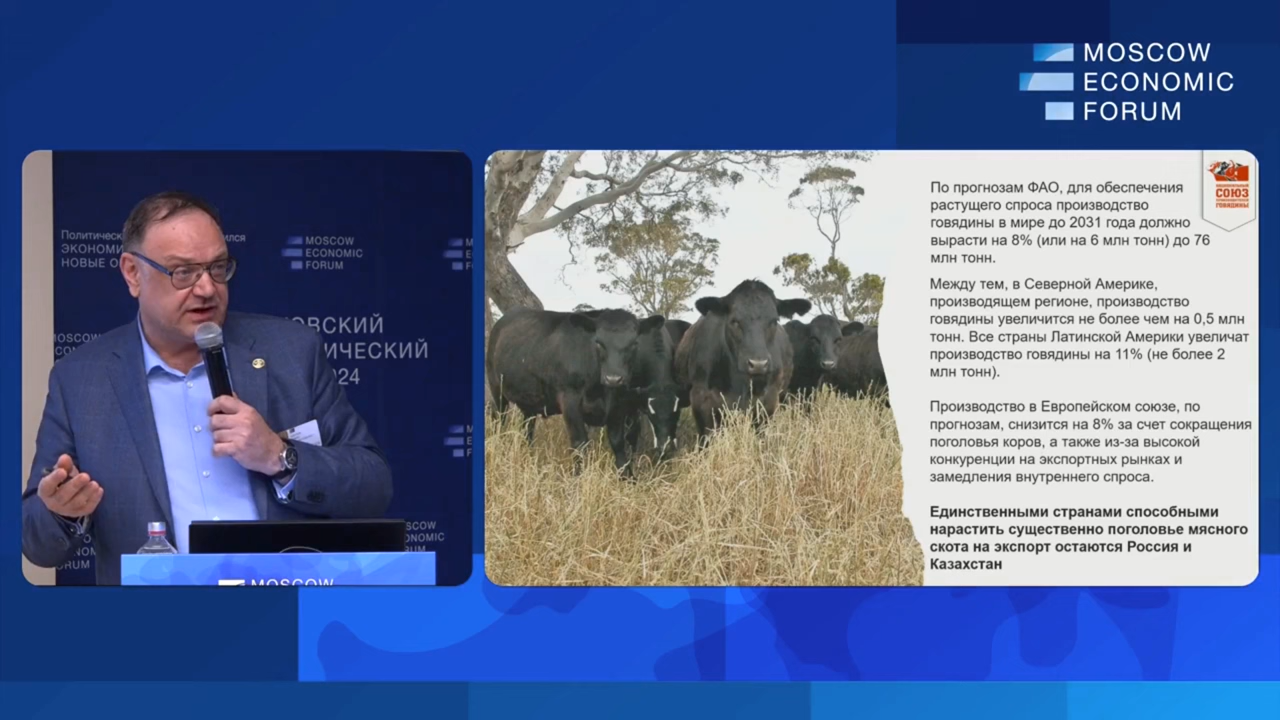 MOSCOW
ECONOMIC
FORUM
Политическ
ЭКОНОМИ
НОВЫЕ О
MOSCOW
ECONOMIC
FORUM
ОВСКИЙ
ИЧЕСКИЙ
24
MOSCOW
По прогнозам ФАО, для обеспечения
растущего спроса производство
говядины в мире до 2031 года должно
вырасти на 8% (или на 6 млн тонн) до 76
млн тонн.
Между тем, в Северной Америке,
производящем регионе, производство
говядины увеличится не более чем на 0,5 млн
тонн. Все страны Латинской Америки увеличат
производство говядины на 11% (не более 2
млн тонн).
Производство в Европейском союзе, по
прогнозам, снизится на 8% за счет сокращения
поголовья коров, а также из-за высокой
конкуренции на экспортных рынках и
замедления внутреннего спроса.
Единственными странами способными
нарастить существенно поголовье мясного
скота на экспорт остаются Россия и
Казахстан
СОЮЗ
ГОВЯДИНЫ